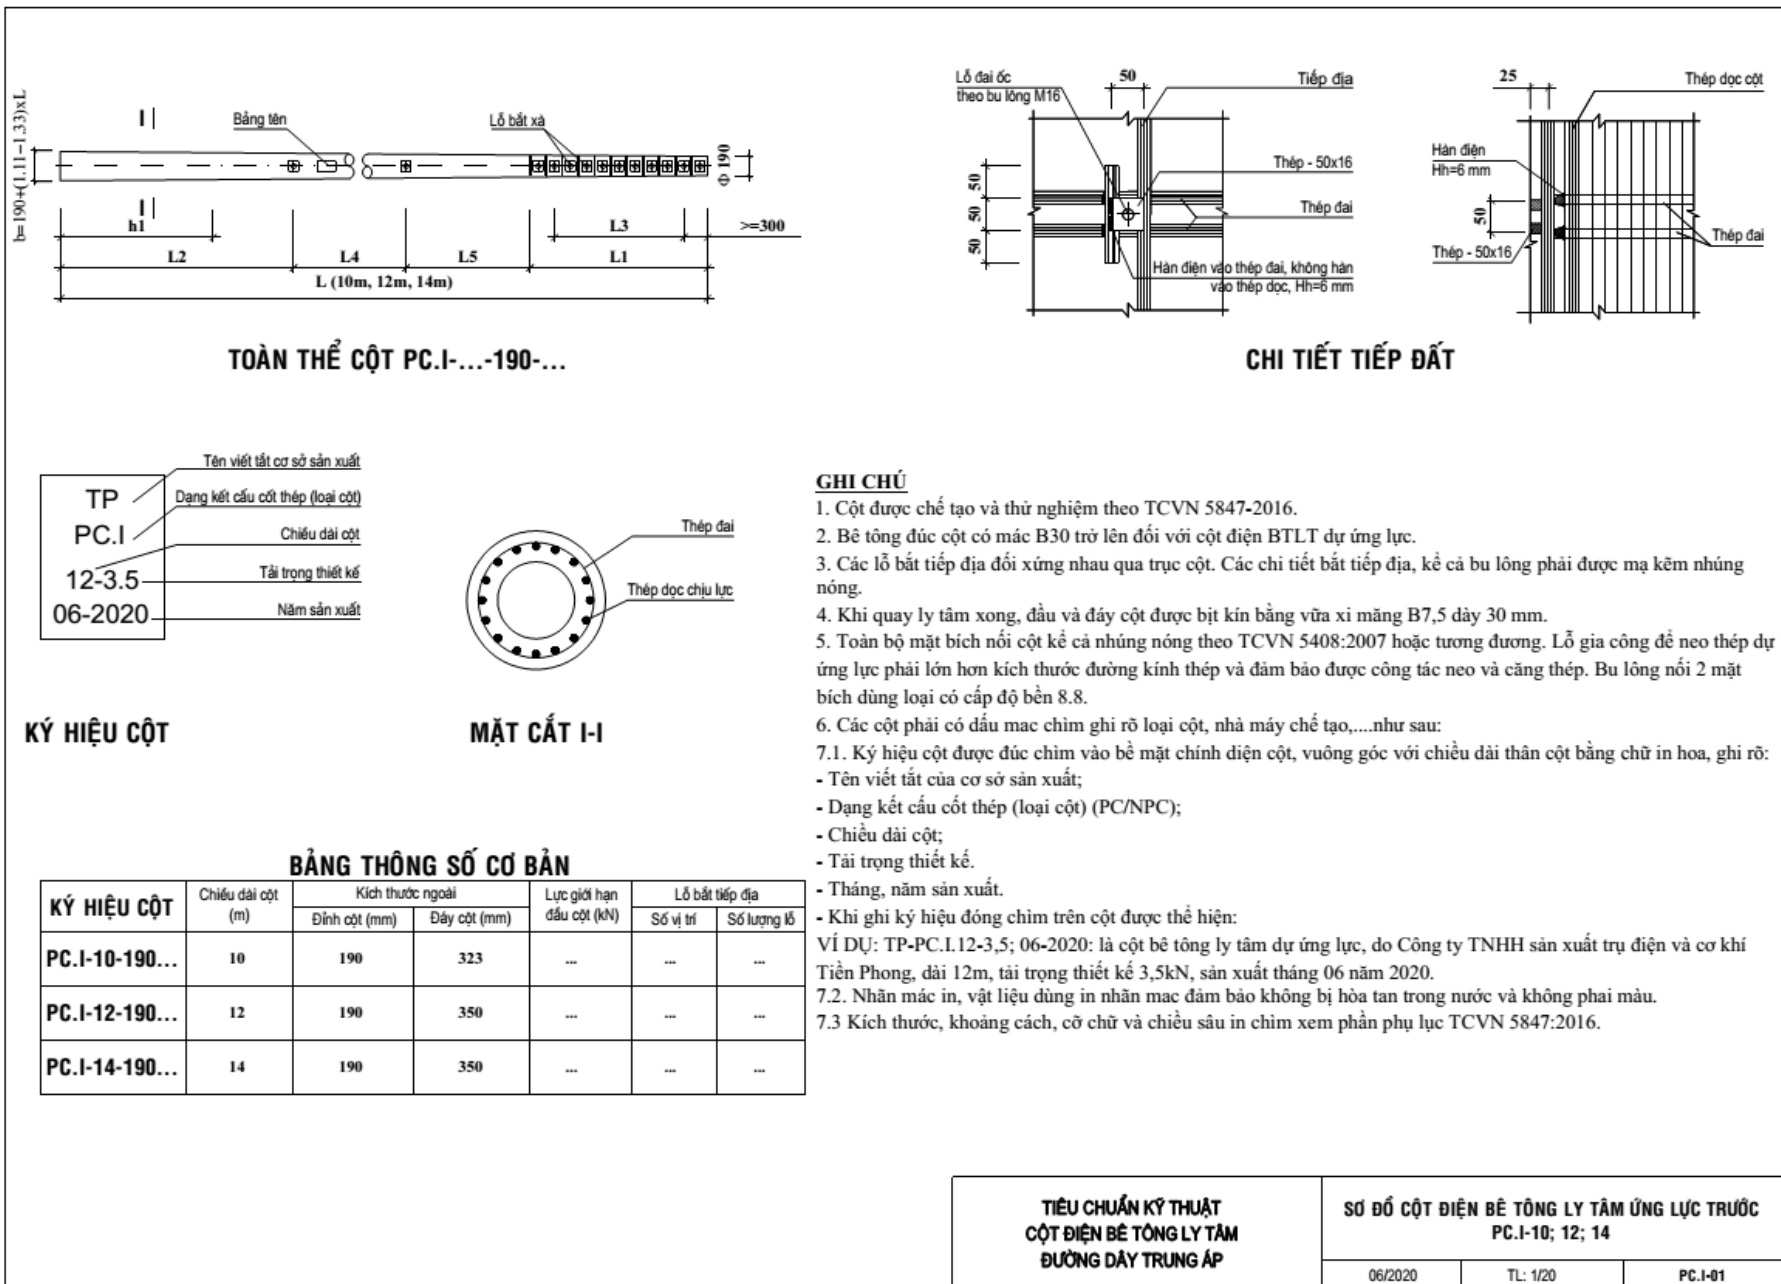 b=190+(1.11-1.33)xL
I
I
Bảng tên
Lỗ bắt xà
Φ190
h1
L3
>=300
L2
L4
L5
L1
L (10m, 12m, 14m)
TOÀN THỂ CỘT PC.I-...-190-...
Lỗ đai ốc
theo bu lông M16
50
Tiếp địa
50
50
50
Thép - 50x16
Thép đai
Hàn điện vào thép đai, không hàn
vào thép dọc, Hh=6 mm
25
Thép dọc cột
Hàn điện
Hh=6 mm
50
Thép - 50x16
Thép đai
CHI TIẾT TIẾP ĐẤT
TP
PC.I
12-3.5
06-2020
Tên viết tắt cơ sở sản xuất
Dạng kết cấu cốt thép (loại cột)
Chiều dài cột
Tải trọng thiết kế
Năm sản xuất
KÝ HIỆU CỘT
Thép đai
Thép dọc chịu lực
MẶT CẮT I-I
GHI CHÚ
1. Cột được chế tạo và thử nghiệm theo TCVN 5847-2016.
2. Bê tông đúc cột có mác B30 trở lên đối với cột điện BTLT dự ứng lực.
3. Các lỗ bắt tiếp địa đối xứng nhau qua trục cột. Các chi tiết bắt tiếp địa, kể cả bu lông phải được mạ kẽm nhúng
nóng.
4. Khi quay ly tâm xong, đầu và đáy cột được bịt kín bằng vữa xi măng B7,5 dày 30 mm.
5. Toàn bộ mặt bích nối cột kể cả nhúng nóng theo TCVN 5408:2007 hoặc tương đương. Lỗ gia công để neo thép dự
ứng lực phải lớn hơn kích thước đường kính thép và đảm bảo được công tác neo và căng thép. Bu lông nối 2 mặt
bích dùng loại có cấp độ bền 8.8.
6. Các cột phải có dấu mac chìm ghi rõ loại cột, nhà máy chế tạo,....như sau:
7.1. Ký hiệu cột được đúc chìm vào bề mặt chính diện cột, vuông góc với chiều dài thân cột bằng chữ in hoa, ghi rõ:
- Tên viết tắt của cơ sở sản xuất;
- Dạng kết cấu cốt thép (loại cột) (PC/NPC);
- Chiều dài cột;
- Tải trọng thiết kế.
- Tháng, năm sản xuất.
- Khi ghi ký hiệu đóng chìm trên cột được thể hiện:
VÍ DỤ: TP-PC.I.12-3,5; 06-2020: là cột bê tông ly tâm dự ứng lực, do Công ty TNHH sản xuất trụ điện và cơ khí
Tiền Phong, dài 12m, tải trọng thiết kế 3,5kN, sản xuất tháng 06 năm 2020.
7.2. Nhãn mác in, vật liệu dùng in nhãn mac đảm bảo không bị hòa tan trong nước và không phai màu.
7.3 Kích thước, khoảng cách, cỡ chữ và chiều sâu in chìm xem phần phụ lục TCVN 5847:2016.
BẢNG THÔNG SỐ CƠ BẢN
KÝ HIỆU CỘT Chiều dài cột (m) Kích thước ngoài Lực giới hạn đầu cột (kN) Lỗ bắt tiếp địa
Đỉnh cột (mm) Đáy cột (mm) Số vị trí Số lượng lỗ
PC.I-10-190... 10 190 323 ... ... ...
PC.I-12-190... 12 190 350 ... ... ...
PC.I-14-190... 14 190 350 ... ... ...
TIÊU CHUẨN KỸ THUẬT
CỘT ĐIỆN BÊ TÔNG LY TÂM
ĐƯỜNG DÂY TRUNG ÁP
SƠ ĐỒ CỘT ĐIỆN BÊ TÔNG LY TÂM ỨNG LỰC TRƯỚC
PC.I-10; 12; 14
06/2020 TL: 1/20 PC.I-01